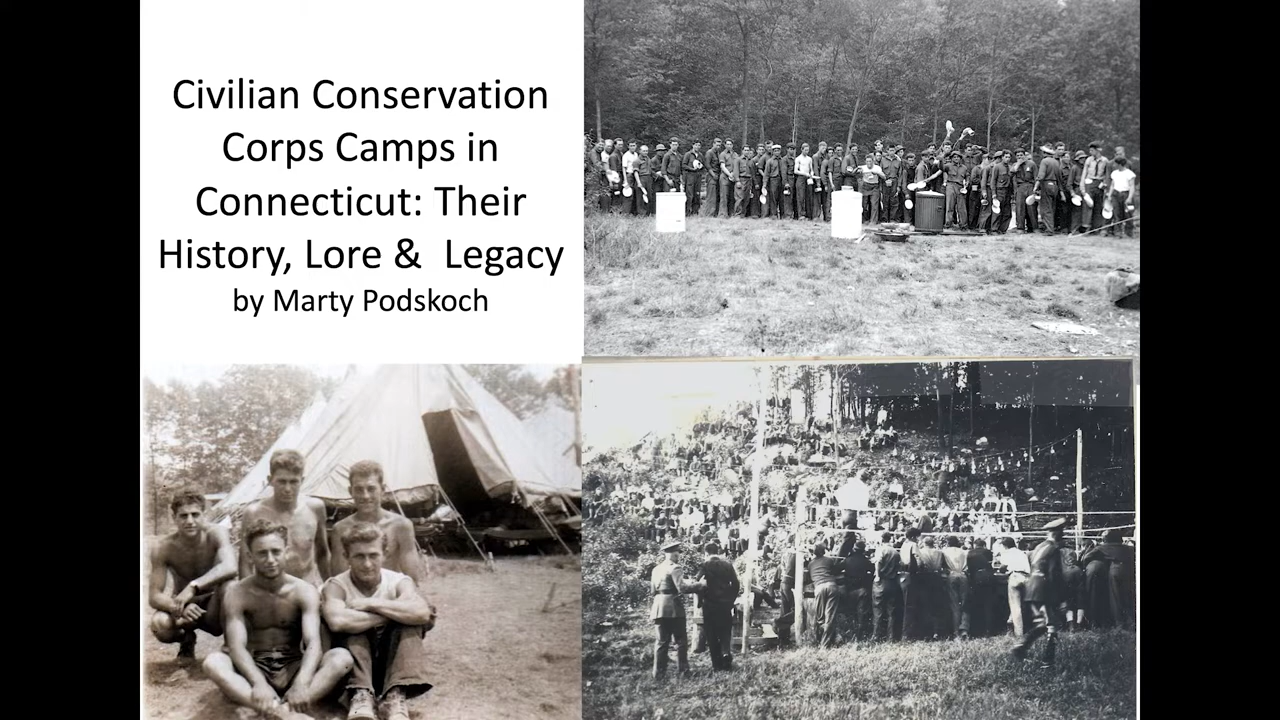 Civilian Conservation
Corps Camps in
Connecticut: Their
History, Lore &  Legacy
by Marty Podskoch